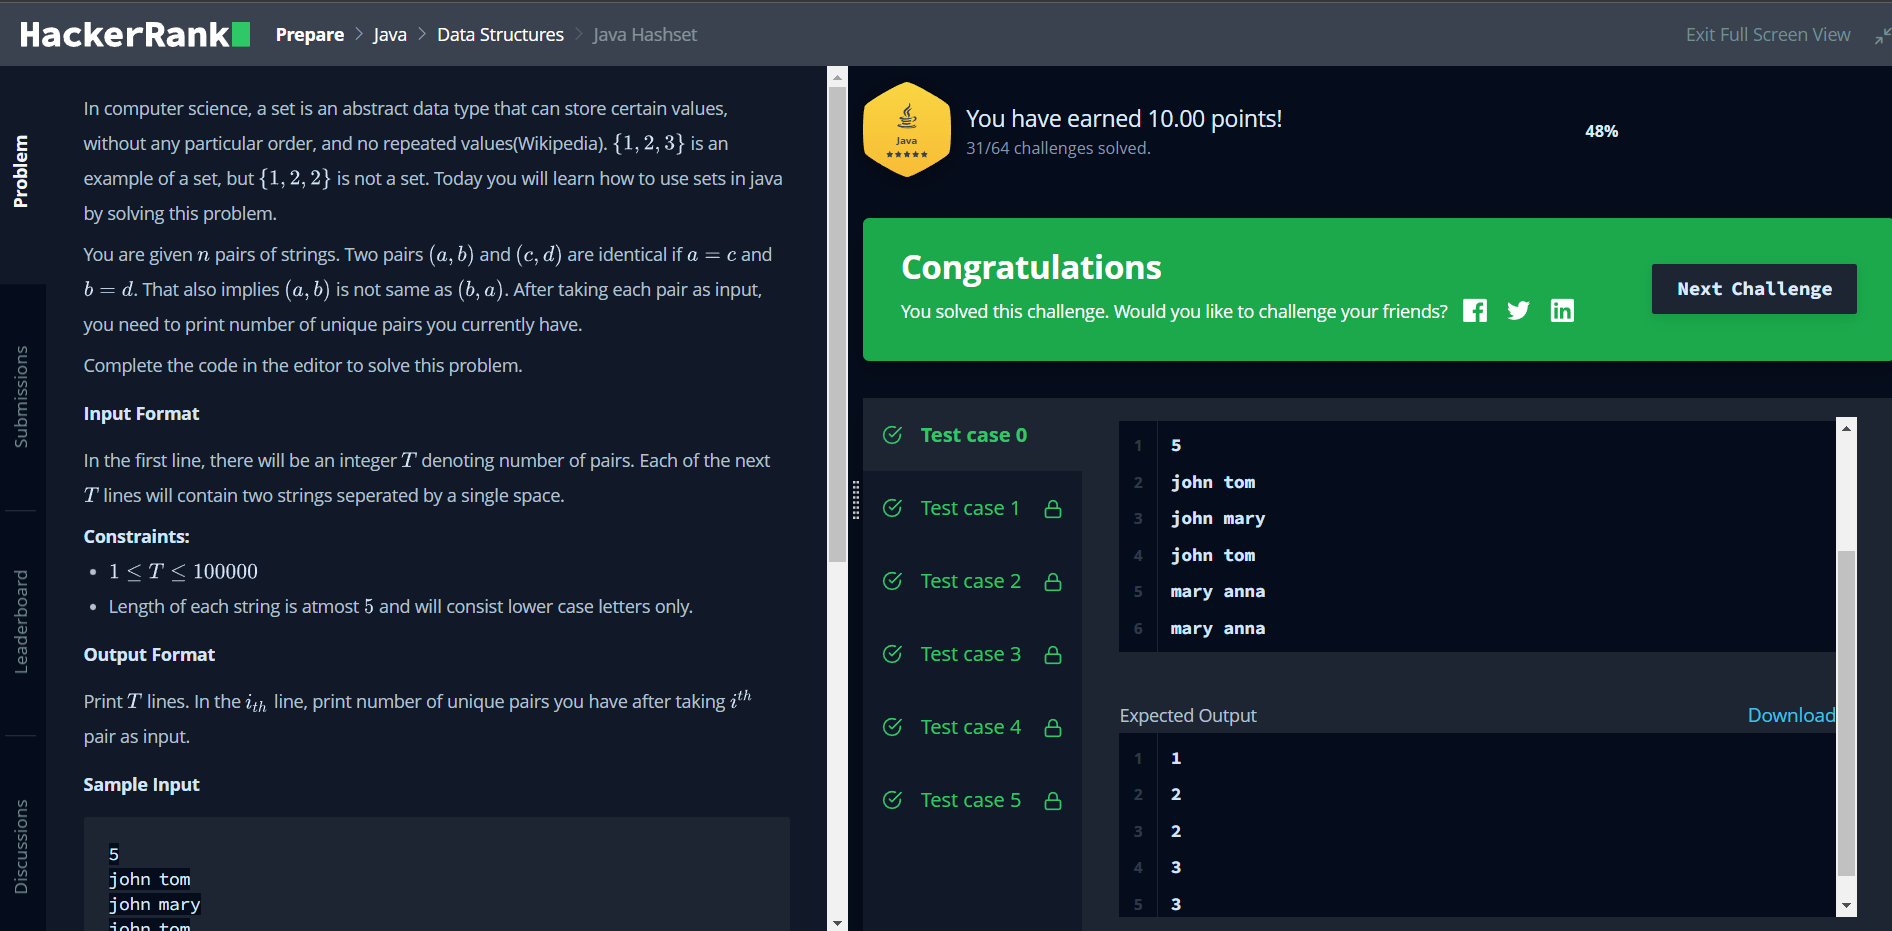 HackerRank
Prepare > Java > Data Structures > Java Hashset
Exit Full Screen View
Problem
Submissions
Leaderboard
Discussions
In computer science, a set is an abstract data type that can store certain values,
without any particular order, and no repeated values(Wikipedia). {1, 2, 3} is an
example of a set, but {1, 2, 2} is not a set. Today you will learn how to use sets in java
by solving this problem.
You are given n pairs of strings. Two pairs (a, b) and (c, d) are identical if a = c and
b = d. That also implies (a, b) is not same as (b, a). After taking each pair as input,
you need to print number of unique pairs you currently have.
Complete the code in the editor to solve this problem.
Input Format
In the first line, there will be an integer T denoting number of pairs. Each of the next
T lines will contain two strings seperated by a single space.
Constraints:
• 1 ≤ T ≤ 100000
• Length of each string is atmost 5 and will consist lower case letters only.
Output Format
Print T lines. In the i_th line, print number of unique pairs you have after taking i^th
pair as input.
Sample Input
5
john tom
john mary
john tom
Java
You have earned 10.00 points!
31/64 challenges solved.
48%
Congratulations
You solved this challenge. Would you like to challenge your friends?
Next Challenge
Test case 0
Test case 1
Test case 2
Test case 3
Test case 4
Test case 5
1 5
2 john tom
3 john mary
4 john tom
5 mary anna
6 mary anna
Expected Output
Download
1 1
2 2
3 2
4 3
5 3